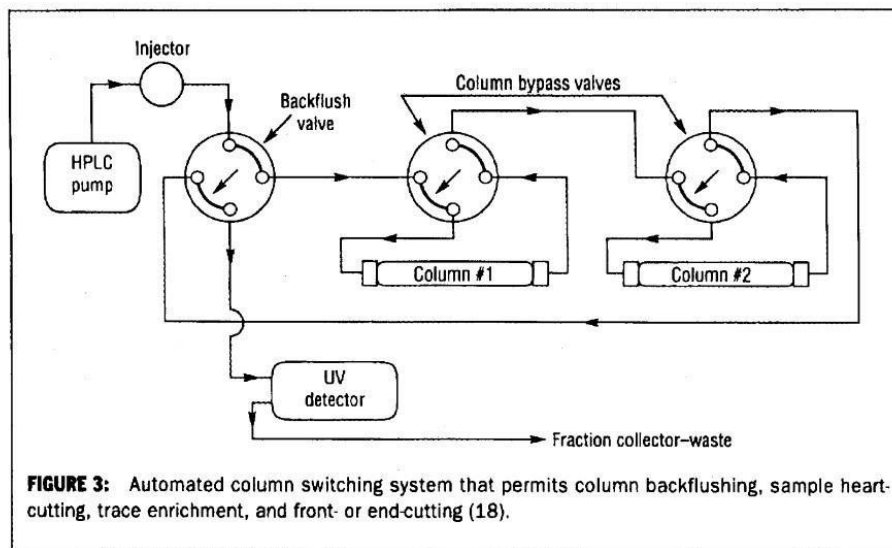 Injector
Backflush
valve
Column bypass valves
HPLC
pump
Column #1
Column #2
UV
detector
Fraction collector–waste
FIGURE 3: Automated column switching system that permits column backflushing, sample heart-
cutting, trace enrichment, and front- or end-cutting (18).